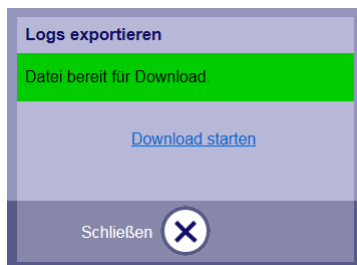 Logs exportieren
Datei bereit für Download.
Download starten
Schließen